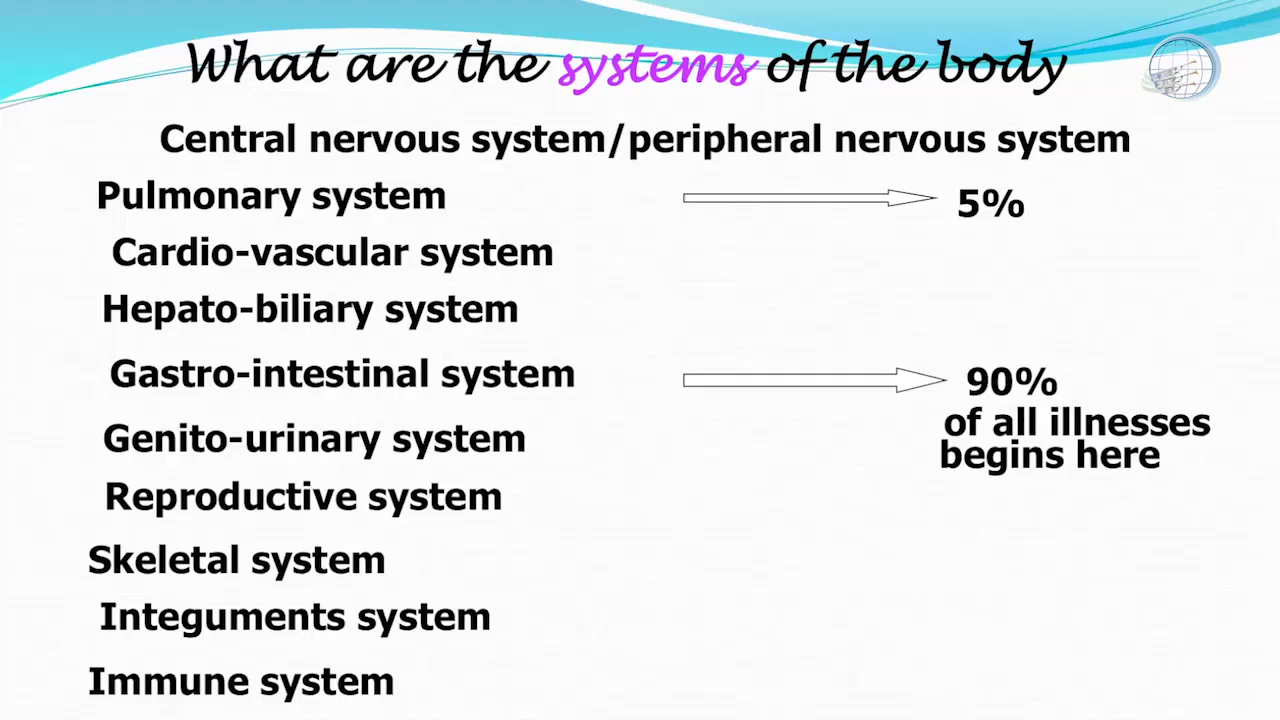 What are the systems of the body
Central nervous system/peripheral nervous system
Pulmonary system
5%
Cardio-vascular system
Hepato-biliary system
Gastro-intestinal system
90%
of all illnesses
begins here
Genito-urinary system
Reproductive system
Skeletal system
Integuments system
Immune system